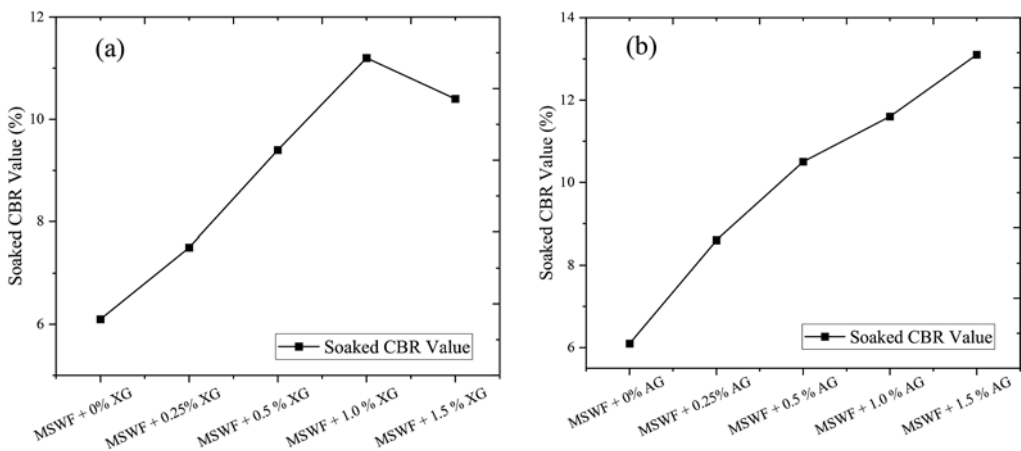 (a)
12
10
8
6
Soaked CBR Value (%)
Soaked CBR Value
MSWF + 0% XG
MSWF + 0.25% XG
MSWF + 0.5 % XG
MSWF + 1.0 % XG
MSWF + 1.5 % XG
(b)
14
12
10
8
6
Soaked CBR Value (%)
Soaked CBR Value
MSWF + 0% AG
MSWF + 0.25% AG
MSWF + 0.5 % AG
MSWF + 1.0 % AG
MSWF + 1.5 % AG